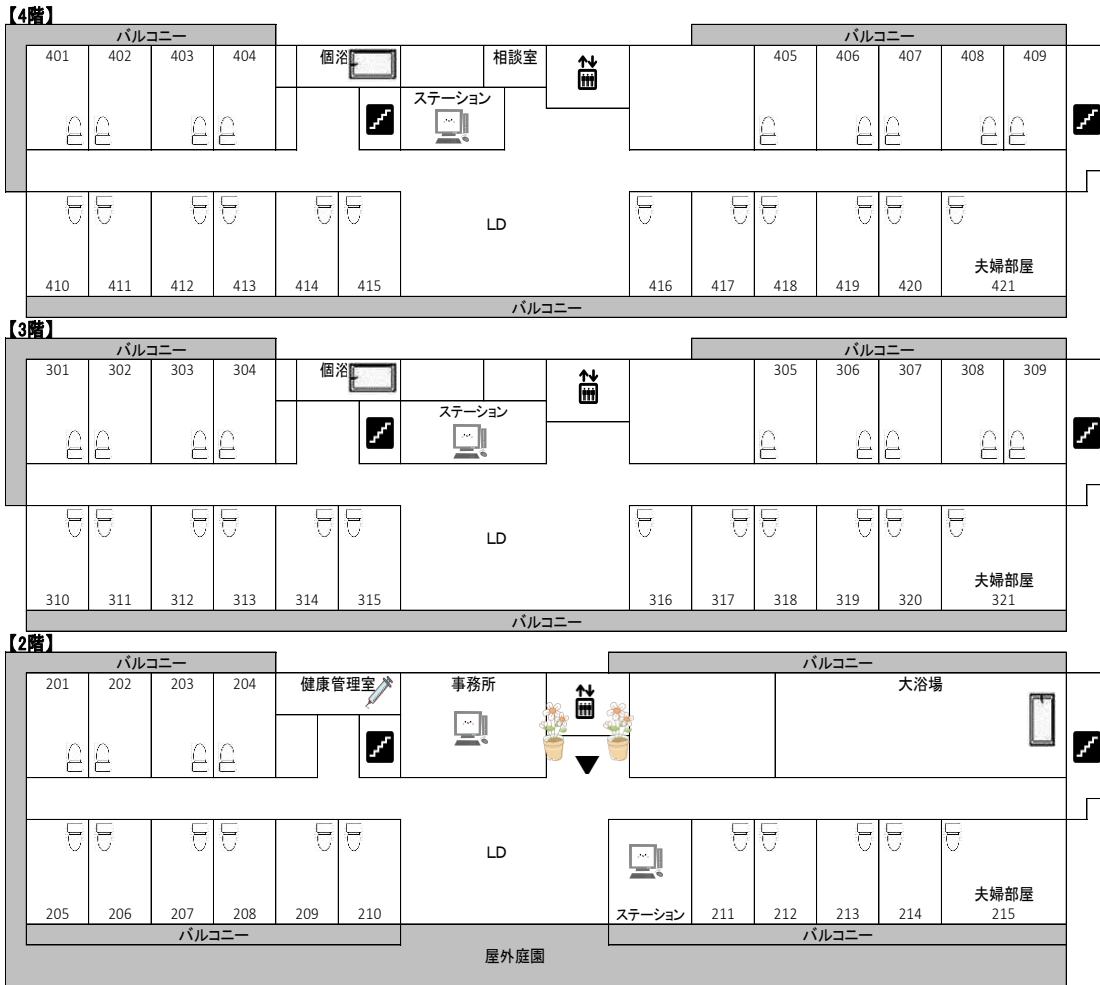 【4階】
バルコニー バルコニー
401 402 403 404 個浴 相談室 405 406 407 408 409
ステーション
LD
夫婦部屋
410 411 412 413 414 415 416 417 418 419 420 421
バルコニー
【3階】
バルコニー バルコニー
301 302 303 304 個浴 305 306 307 308 309
ステーション
LD
夫婦部屋
310 311 312 313 314 315 316 317 318 319 320 321
バルコニー
【2階】
バルコニー バルコニー
201 202 203 204 健康管理室 事務所 大浴場
LD
夫婦部屋
205 206 207 208 209 210 ステーション 211 212 213 214 215
バルコニー バルコニー
屋外庭園